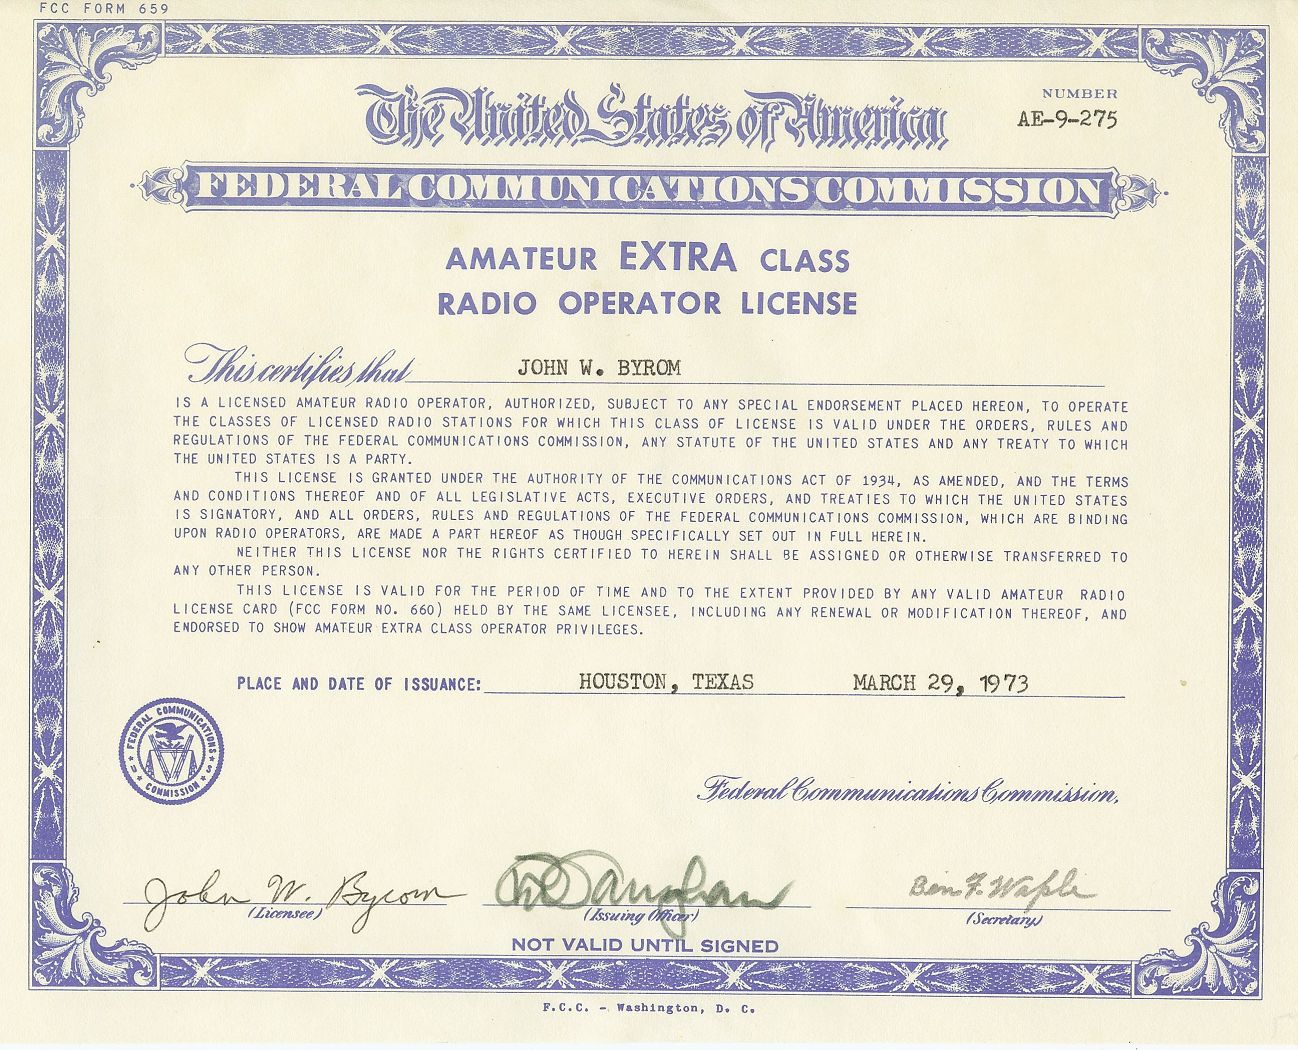 FCC FORM 659
The United States of America
NUMBER
AE-9-275
FEDERAL COMMUNICATIONS COMMISSION
AMATEUR EXTRA CLASS
RADIO OPERATOR LICENSE
This certifies that JOHN W. BYROM
IS A LICENSED AMATEUR RADIO OPERATOR, AUTHORIZED, SUBJECT TO ANY SPECIAL ENDORSEMENT PLACED HEREON, TO OPERATE
THE CLASSES OF LICENSED RADIO STATIONS FOR WHICH THIS CLASS OF LICENSE IS VALID UNDER THE ORDERS, RULES AND
REGULATIONS OF THE FEDERAL COMMUNICATIONS COMMISSION, ANY STATUTE OF THE UNITED STATES AND ANY TREATY TO WHICH
THE UNITED STATES IS A PARTY.
THIS LICENSE IS GRANTED UNDER THE AUTHORITY OF THE COMMUNICATIONS ACT OF 1934, AS AMENDED, AND THE TERMS
AND CONDITIONS THEREOF AND OF ALL LEGISLATIVE ACTS, EXECUTIVE ORDERS, AND TREATIES TO WHICH THE UNITED STATES
IS SIGNATORY, AND ALL ORDERS, RULES AND REGULATIONS OF THE FEDERAL COMMUNICATIONS COMMISSION, WHICH ARE BINDING
UPON RADIO OPERATORS, ARE MADE A PART HEREOF AS THOUGH SPECIFICALLY SET OUT IN FULL HEREIN.
NEITHER THIS LICENSE NOR THE RIGHTS CERTIFIED TO HEREIN SHALL BE ASSIGNED OR OTHERWISE TRANSFERRED TO
ANY OTHER PERSON.
THIS LICENSE IS VALID FOR THE PERIOD OF TIME AND TO THE EXTENT PROVIDED BY ANY VALID AMATEUR RADIO
LICENSE CARD (FCC FORM NO. 660) HELD BY THE SAME LICENSEE, INCLUDING ANY RENEWAL OR MODIFICATION THEREOF, AND
ENDORSED TO SHOW AMATEUR EXTRA CLASS OPERATOR PRIVILEGES.
PLACE AND DATE OF ISSUANCE: HOUSTON, TEXAS MARCH 29, 1973
FEDERAL COMMUNICATIONS COMMISSION
Federal Communications Commission.
John W. Byrom
Ben F. Waple
(Licensee) (Issuing Officer) (Secretary)
NOT VALID UNTIL SIGNED
F.C.C. - Washington, D. C.